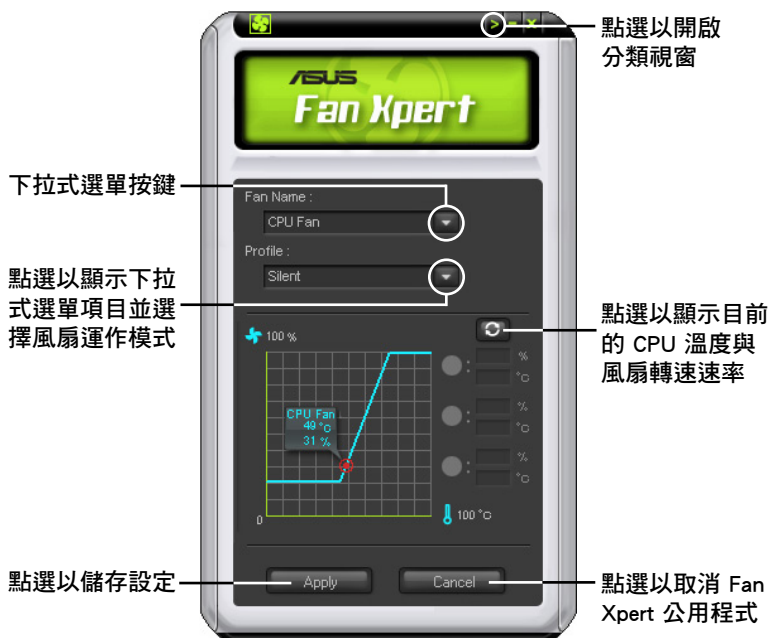 點選以開啟
分類視窗
ASUS
Fan Xpert
下拉式選單按鍵
Fan Name :
CPU Fan
Profile :
Silent
點選以顯示下拉
式選單項目並選
擇風扇運作模式
100 %
點選以顯示目前
的 CPU 溫度與
風扇轉速速率
: %
°C
: %
°C
: %
°C
CPU Fan
49 °C
31 %
0
100 °C
點選以儲存設定
Apply
Cancel
點選以取消 Fan
Xpert 公用程式